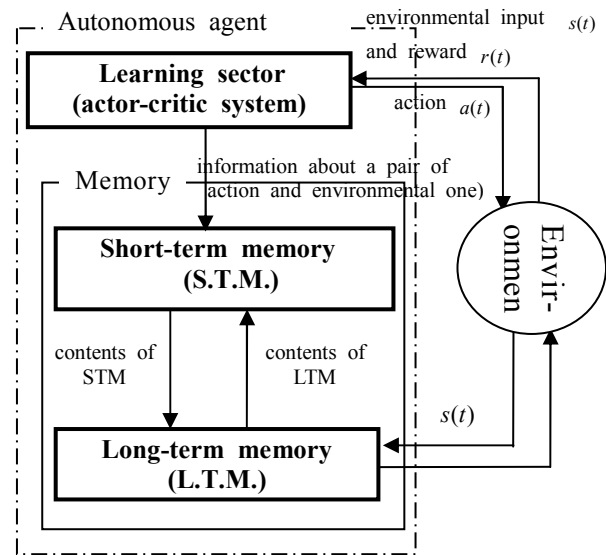 Autonomous agent
environmental input s(t)
and reward r(t)
Learning sector
(actor-critic system)
action a(t)
information about a pair of
action and environmental one)
Memory
Short-term memory
(S.T.M.)
Envir-
onmen
contents of
STM
contents of
LTM
s(t)
Long-term memory
(L.T.M.)